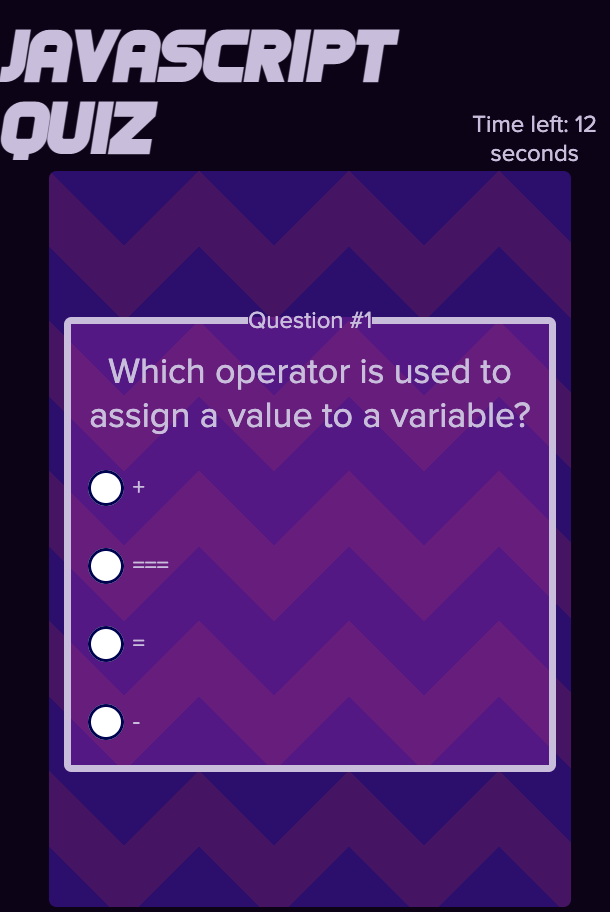 JAVASCRIPT
QUIZ
Time left: 12
seconds
Question #1
Which operator is used to
assign a value to a variable?
+
===
=
-